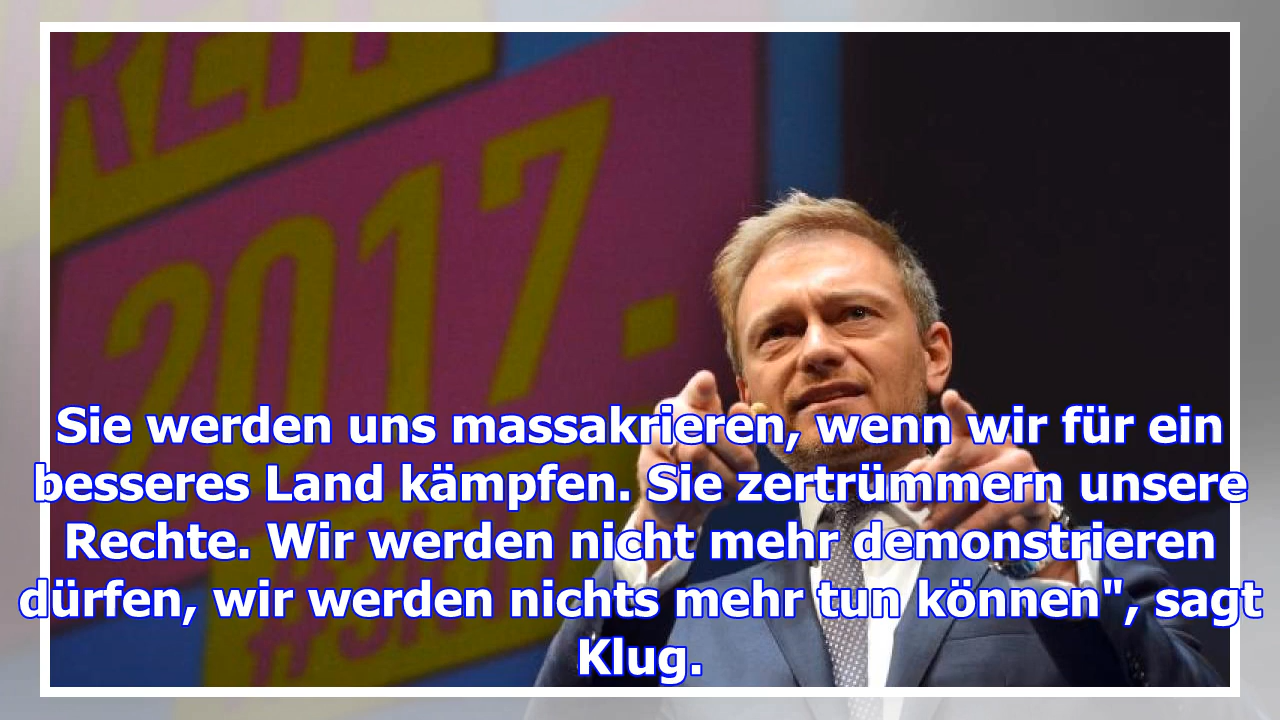 2017.
Sie werden uns massakrieren, wenn wir für ein
besseres Land kämpfen. Sie zertrümmern unsere
Rechte. Wir werden nicht mehr demonstrieren
dürfen, wir werden nichts mehr tun können", sagt
Klug.